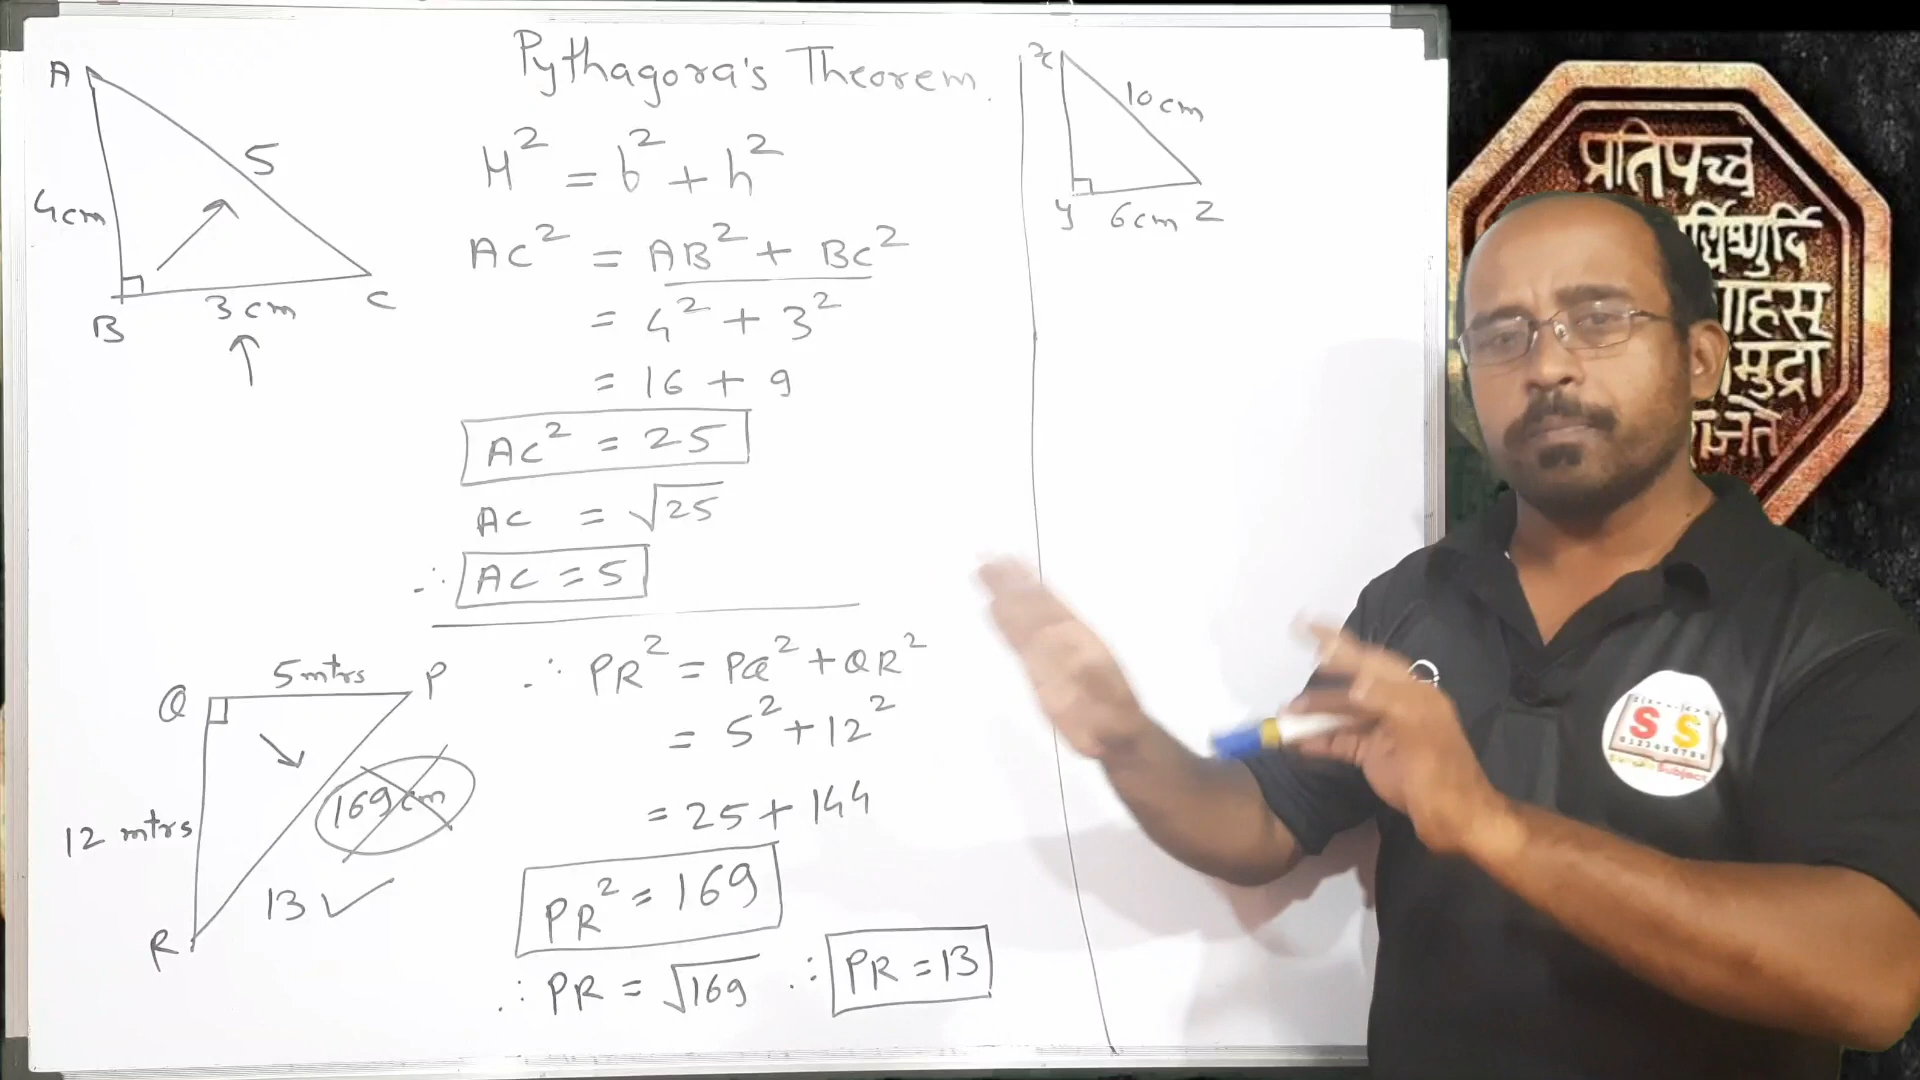 Pythagora's Theorem.
A
5
4cm
B
3cm
C
H² = b² + h²
AC² = AB² + BC²
= 4² + 3²
= 16 + 9
AC² = 25
AC = √25
∴ AC = 5
Q
5mtrs
P
12 mtrs
169cm
13 ✓
R
∴ PR² = PQ² + QR²
= 5² + 12²
= 25 + 144
PR² = 169
∴ PR = √169 ∴ PR = 13
x
10cm
y
6cm
Z
प्रतिपच्च
मुद्रा
S S